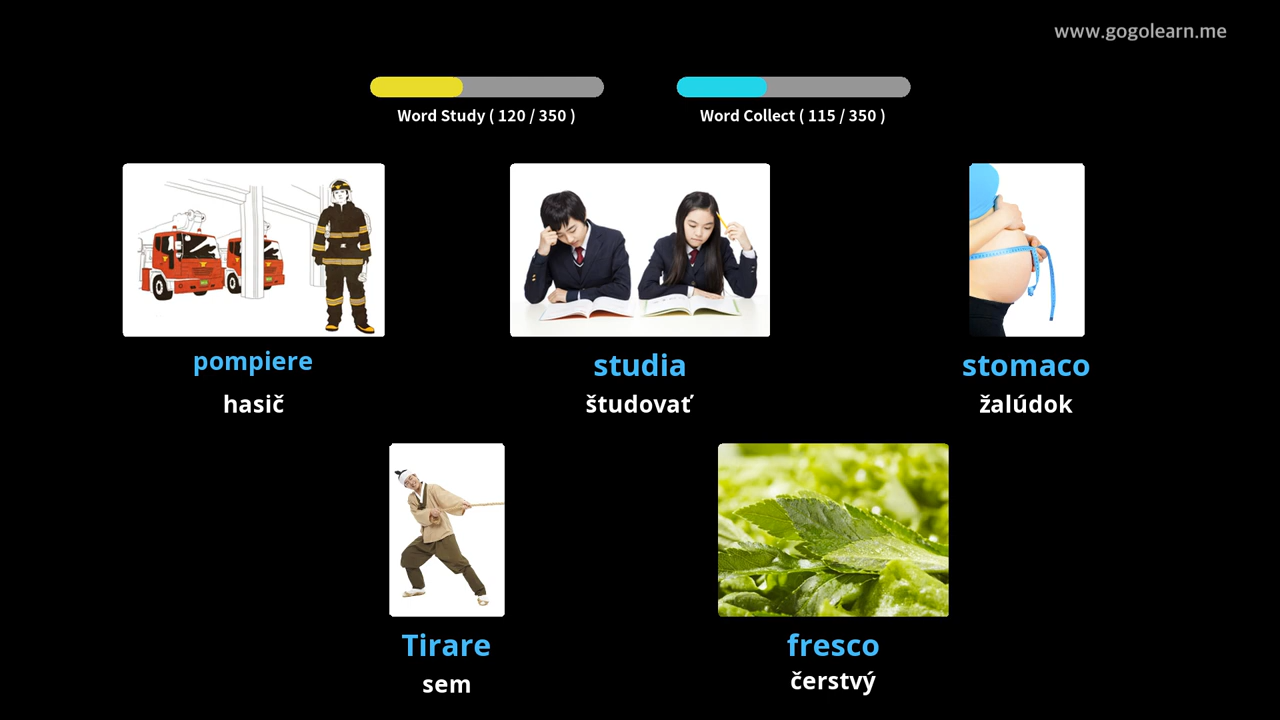 www.gogolearn.me
Word Study ( 120 / 350 )
Word Collect ( 115 / 350 )
pompiere
hasič
studia
študovať
stomaco
žalúdok
Tirare
sem
fresco
čerstvý